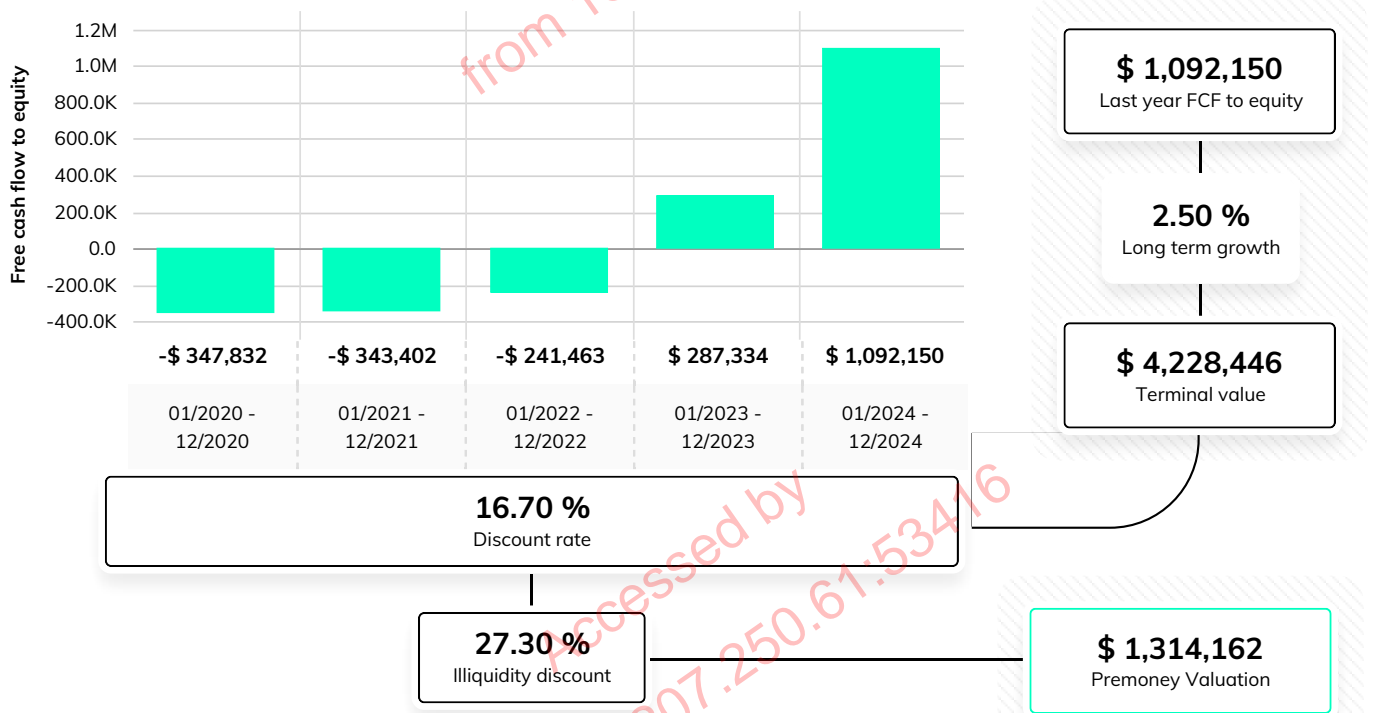 Free cash flow to equity
1.2M
1.0M
800.0K
600.0K
400.0K
200.0K
0.0
-200.0K
-400.0K
-$ 347,832
-$ 343,402
-$ 241,463
$ 287,334
$ 1,092,150
01/2020 -
12/2020
01/2021 -
12/2021
01/2022 -
12/2022
01/2023 -
12/2023
01/2024 -
12/2024
$ 1,092,150
Last year FCF to equity
2.50 %
Long term growth
$ 4,228,446
Terminal value
16.70 %
Discount rate
27.30 %
Illiquidity discount
$ 1,314,162
Premoney Valuation
from
Accessed by
207.250.61:53416